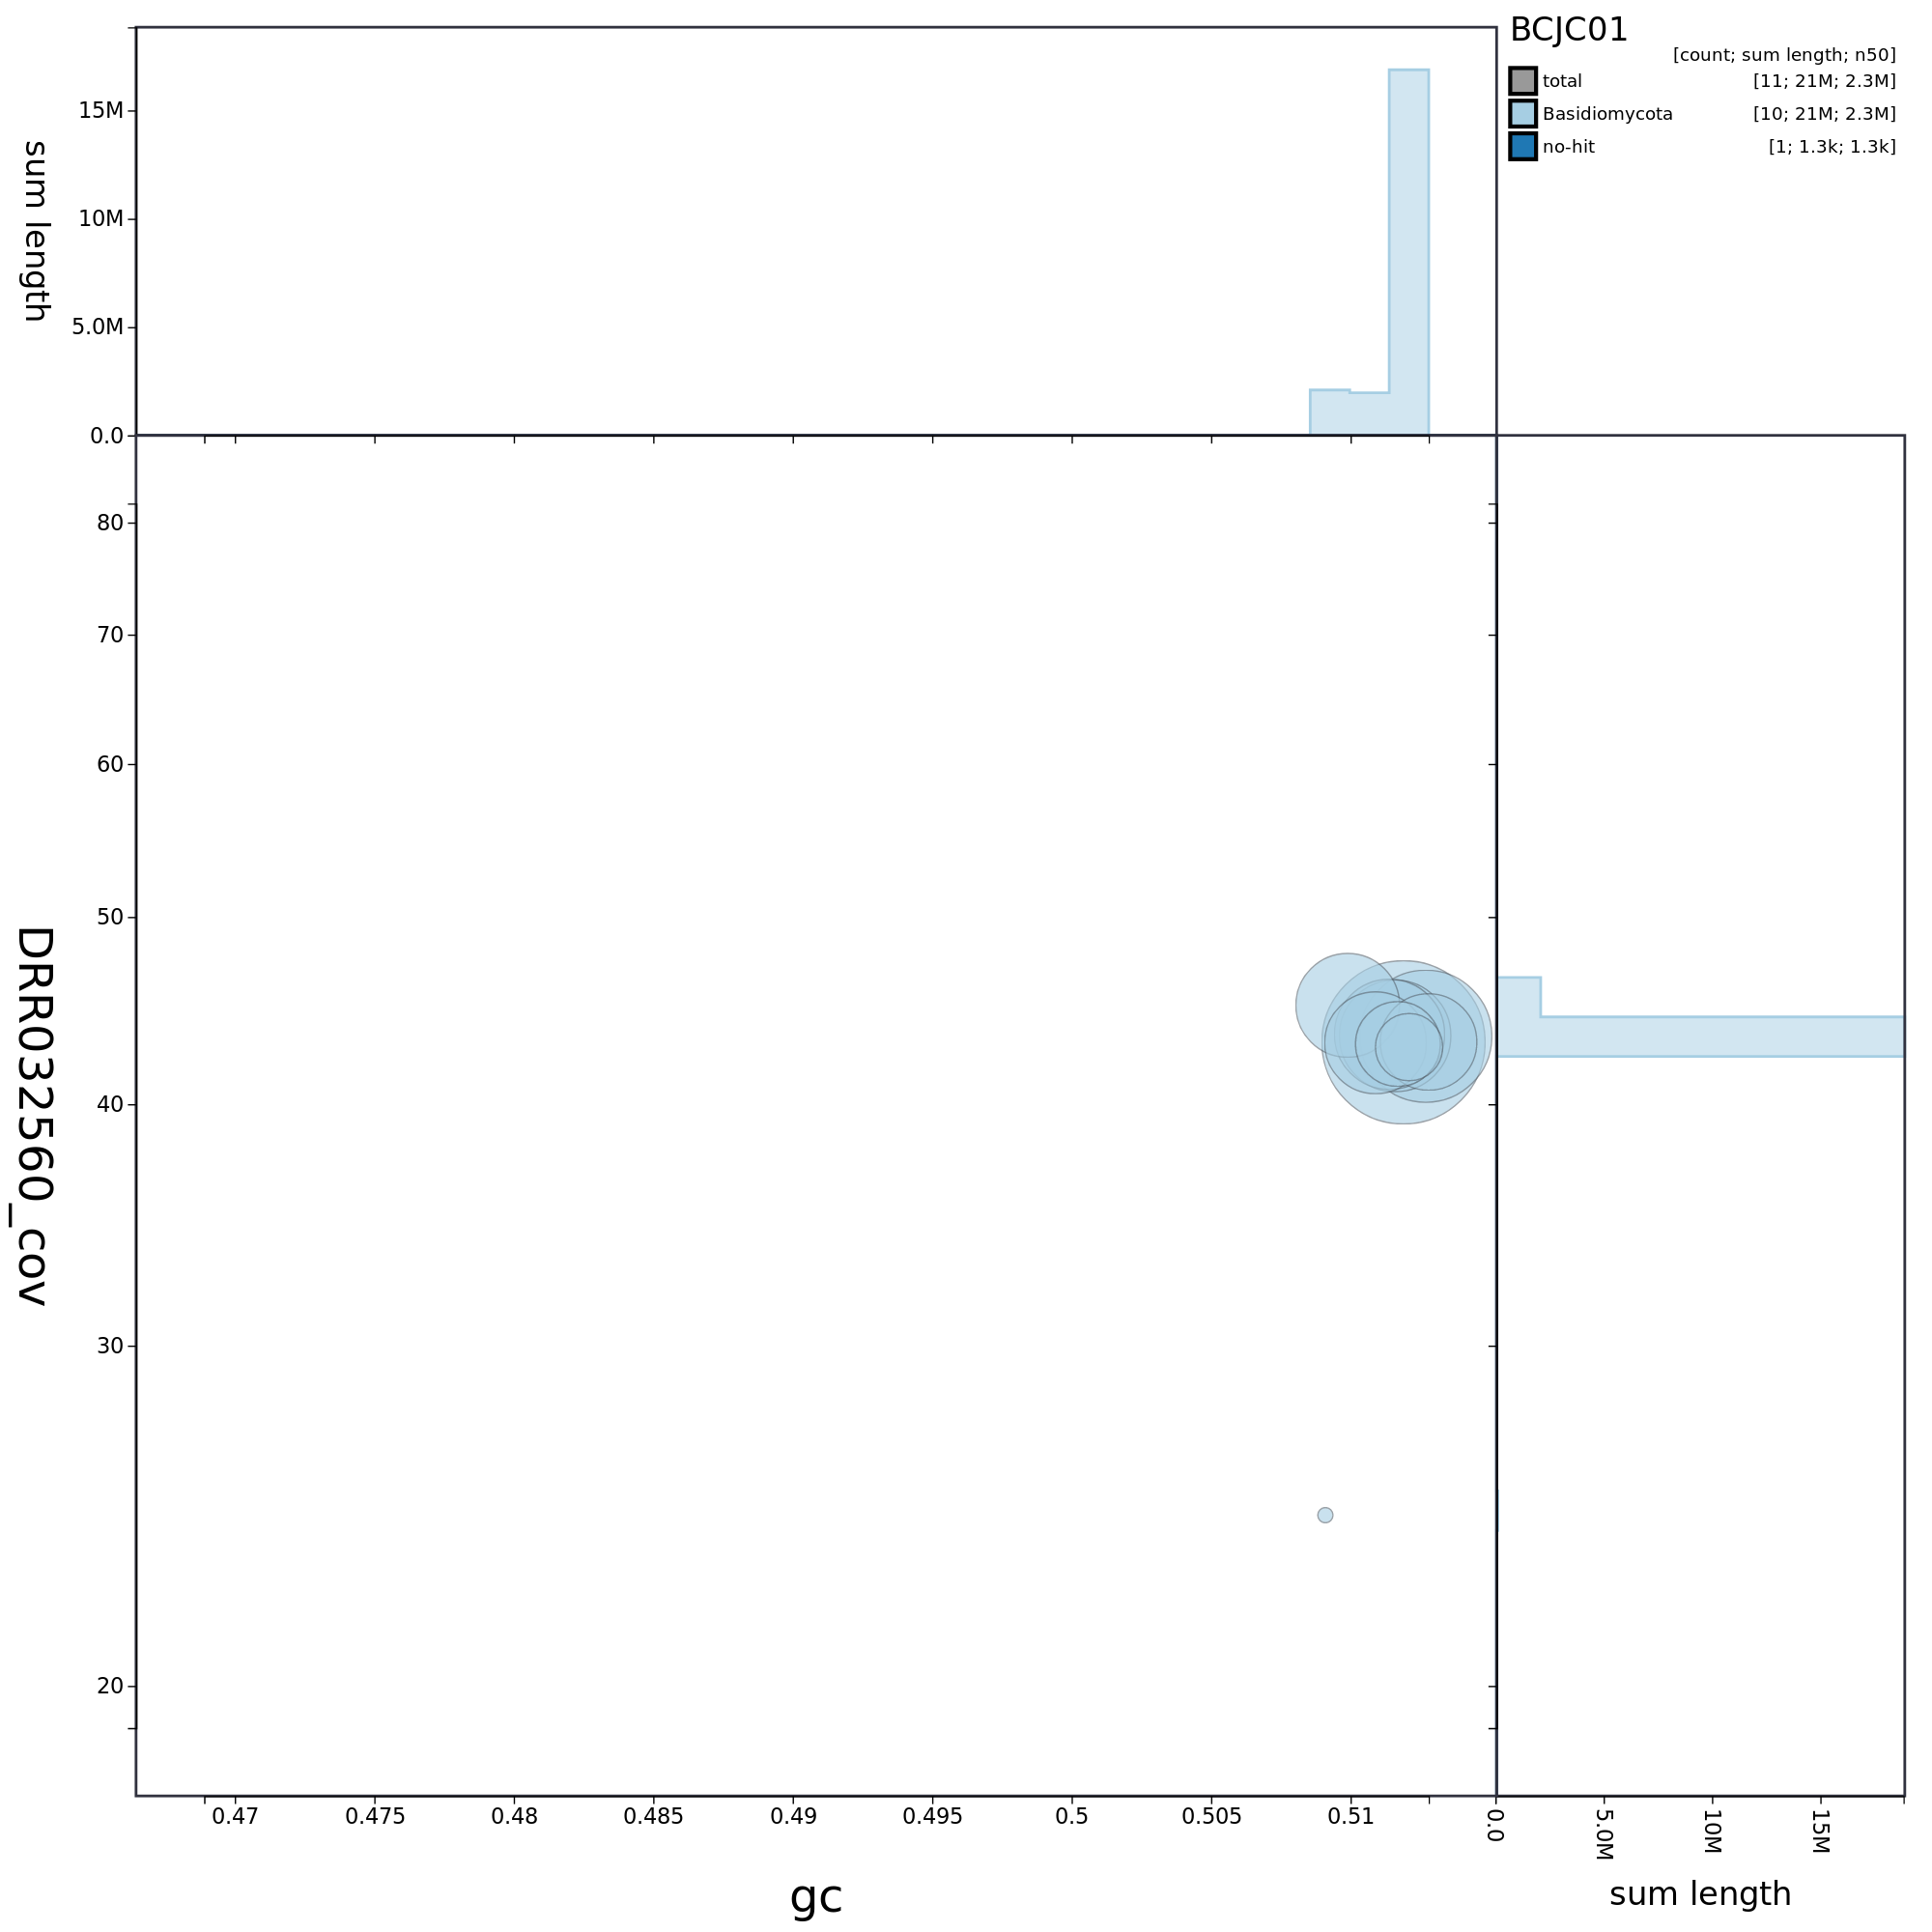 BCJC01
[count; sum length; n50]
total [11; 21M; 2.3M]
Basidiomycota [10; 21M; 2.3M]
no-hit [1; 1.3k; 1.3k]
sum length
15M
10M
5.0M
0.0
DRR032560_cov
80
70
60
50
40
30
20
0.47 0.475 0.48 0.485 0.49 0.495 0.5 0.505 0.51
gc
0.0 5.0M 10M 15M
sum length